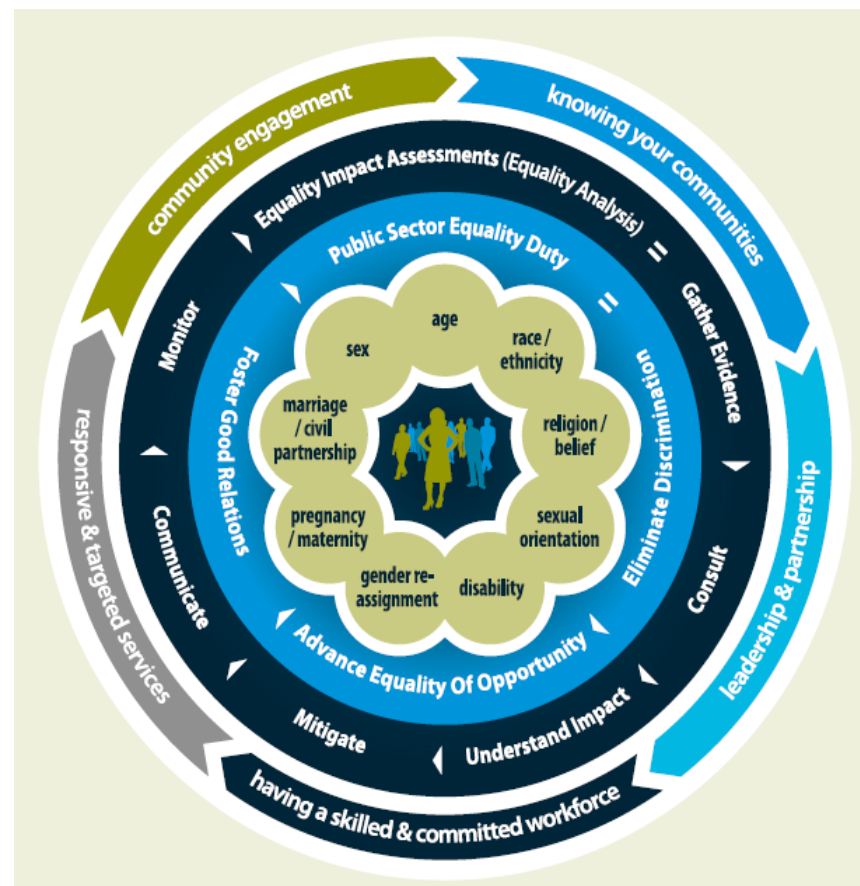 community engagement
knowing your communities
leadership & partnership
having a skilled & committed workforce
responsive & targeted services
Equality Impact Assessments (Equality Analysis) =
Gather Evidence
Consult
Understand Impact
Mitigate
Communicate
Monitor
Public Sector Equality Duty =
Eliminate Discrimination
Advance Equality Of Opportunity
Foster Good Relations
age
race /
ethnicity
religion /
belief
sexual
orientation
disability
gender re-
assignment
pregnancy
/ maternity
marriage
/ civil
partnership
sex